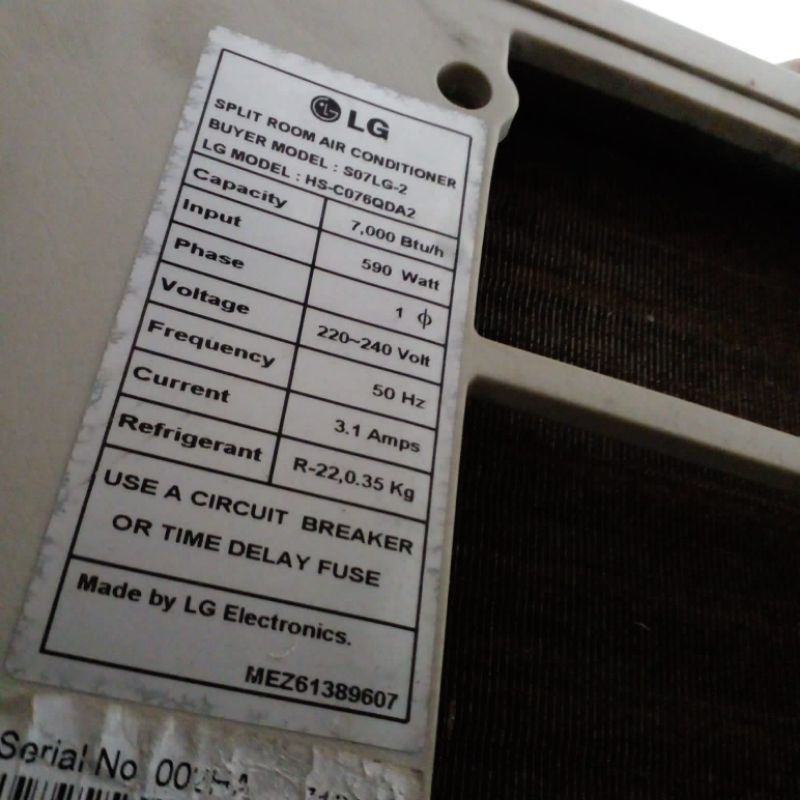 LG
SPLIT ROOM AIR CONDITIONER
BUYER MODEL : S07LG-2
LG MODEL : HS-C076QDA2
Capacity 7,000 Btu/h
Input 590 Watt
Phase 1 ϕ
Voltage 220~240 Volt
Frequency 50 Hz
Current 3.1 Amps
Refrigerant R-22,0.35 Kg
USE A CIRCUIT BREAKER
OR TIME DELAY FUSE
Made by LG Electronics.
MEZ61389607
Serial No